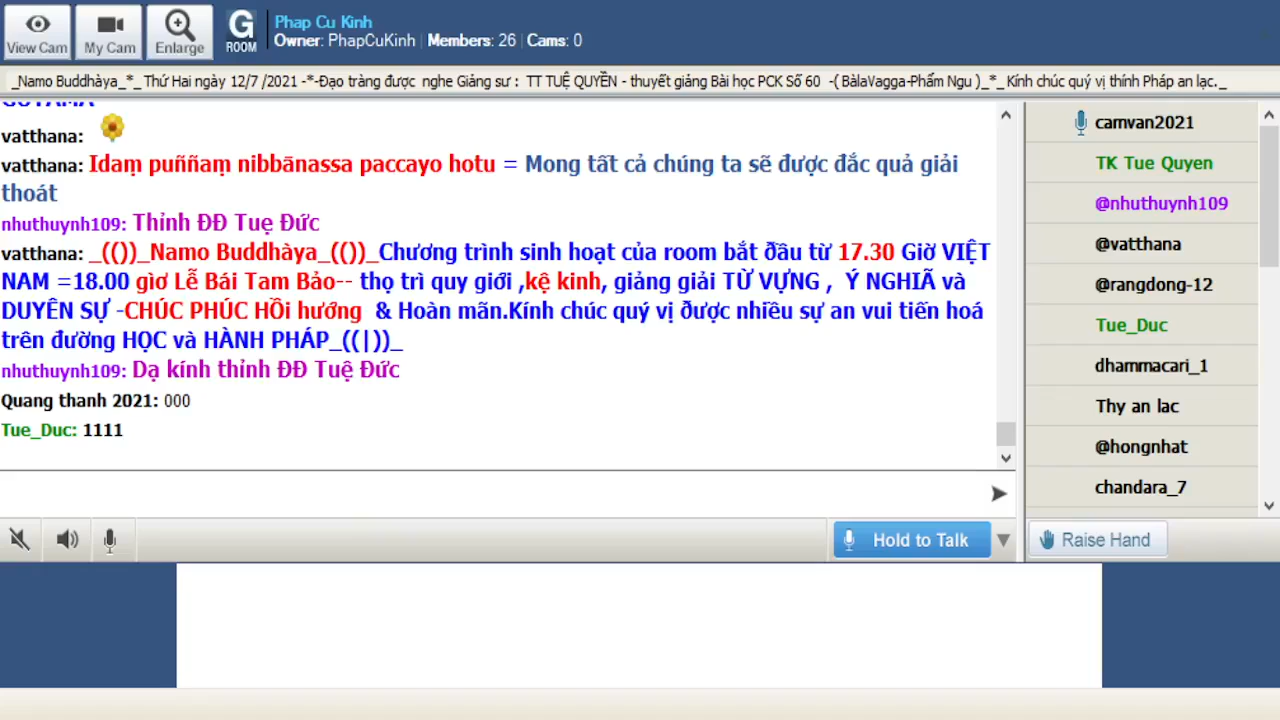 View Cam
My Cam
Enlarge
G
ROOM
Phap Cu Kinh
Owner: PhapCuKinh | Members: 26 | Cams: 0
_Namo Buddhàya_*_ Thứ Hai ngày 12/7 /2021 -*-Đạo tràng được nghe Giảng sư : TT TUỆ QUYỀN - thuyết giảng Bài học PCK Số 60 -( BàlaVagga-Phẩm Ngu )_*_ Kính chúc quý vị thính Pháp an lạc._
GOTAMA
vatthana:
vatthana: Idaṃ puññaṃ nibbānassa paccayo hotu = Mong tất cả chúng ta sẽ được đắc quả giải
thoát
nhuthuynh109: Thỉnh ĐĐ Tuẹ Đức
vatthana: _(())_Namo Buddhàya_(())_Chương trình sinh hoạt của room bắt ðầu từ 17.30 Giờ VIỆT
NAM =18.00 giờ Lễ Bái Tam Bảo-- thọ trì quy giới ,kệ kinh, giảng giải TỪ VỰNG , Ý NGHIÃ và
DUYÊN SỰ -CHÚC PHÚC HỒi hướng & Hoàn mãn.Kính chúc quý vị ðược nhiều sự an vui tiến hoá
trên đường HỌC và HÀNH PHÁP_((|))_
nhuthuynh109: Dạ kính thỉnh ĐĐ Tuệ Đức
Quang thanh 2021: 000
Tue_Duc: 1111
Hold to Talk
camvan2021
TK Tue Quyen
@nhuthuynh109
@vatthana
@rangdong-12
Tue_Duc
dhammacari_1
Thy an lac
@hongnhat
chandara_7
Raise Hand